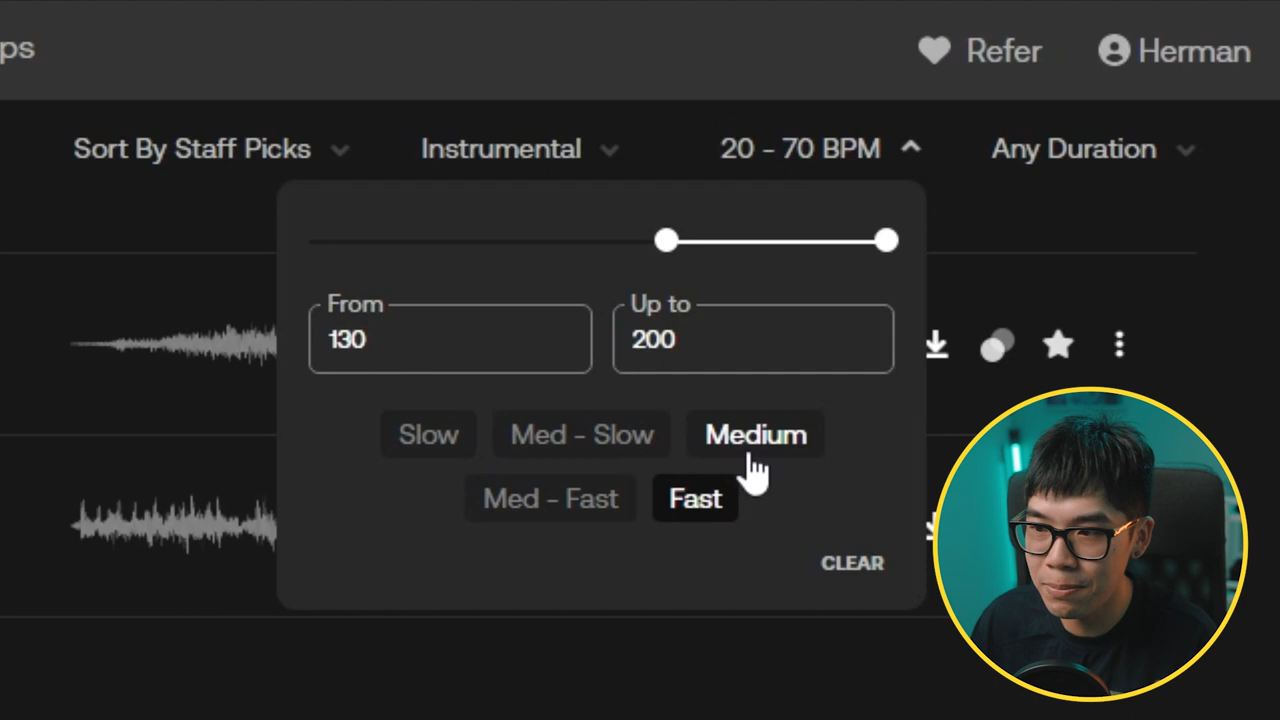 ps
Refer
Herman
Sort By Staff Picks
Instrumental
20 - 70 BPM
Any Duration
From
130
Up to
200
Slow
Med - Slow
Medium
Med - Fast
Fast
CLEAR